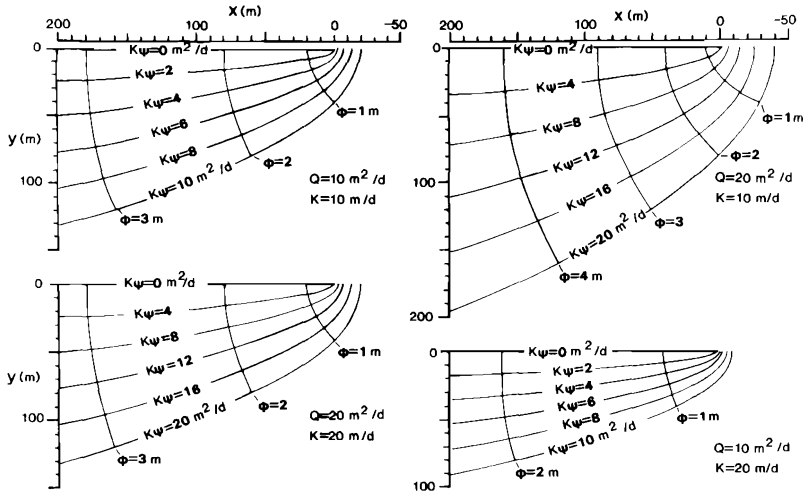 X (m)
200 100 0 -50
0
Kψ=0 m²/d
Kψ=2
Kψ=4
Kψ=6
Kψ=8
Kψ=10 m²/d
y (m)
100
Φ=1 m
Φ=2
Φ=3 m
Q=10 m²/d
K=10 m/d
X (m)
200 100 0 -50
0
Kψ=0 m²/d
Kψ=4
Kψ=8
Kψ=12
Kψ=16
Kψ=20 m²/d
100
200
Φ=1 m
Φ=2
Φ=3
Φ=4 m
Q=20 m²/d
K=10 m/d
0
Kψ=0 m²/d
Kψ=4
Kψ=8
Kψ=12
Kψ=16
Kψ=20 m²/d
y (m)
100
Φ=1 m
Φ=2
Φ=3 m
Q=20 m²/d
K=20 m/d
0
Kψ=0 m²/d
Kψ=2
Kψ=4
Kψ=6
Kψ=8
Kψ=10 m²/d
100
Φ=1 m
Φ=2 m
Q=10 m²/d
K=20 m/d